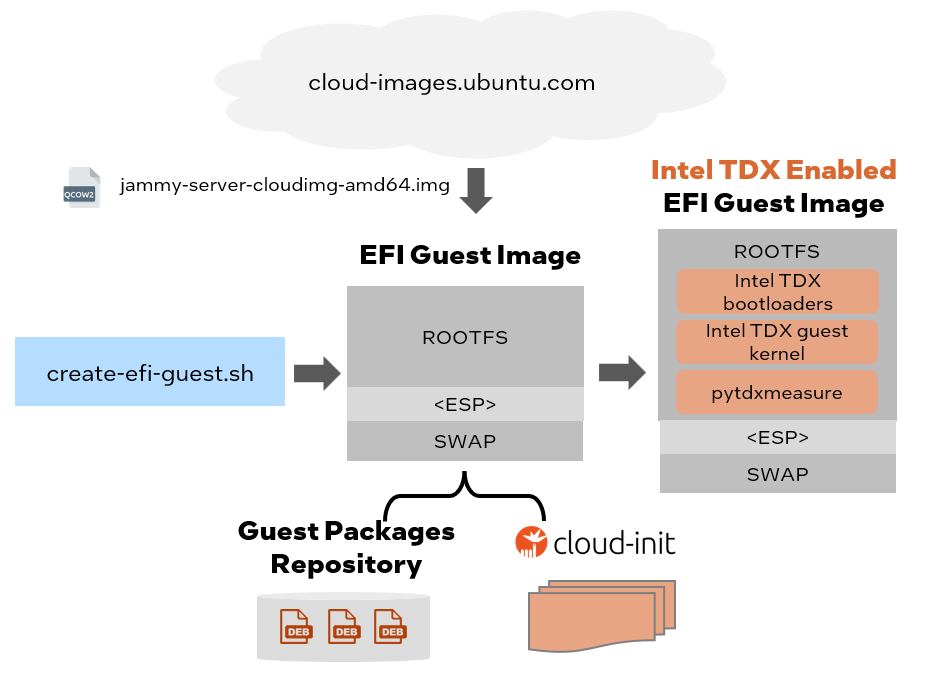 cloud-images.ubuntu.com
QCOW2
jammy-server-cloudimg-amd64.img
Intel TDX Enabled
EFI Guest Image
EFI Guest Image
ROOTFS
Intel TDX
bootloaders
Intel TDX guest
kernel
pytdxmeasure
<ESP>
SWAP
create-efi-guest.sh
ROOTFS
<ESP>
SWAP
Guest Packages
Repository
DEB
DEB
DEB
cloud-init